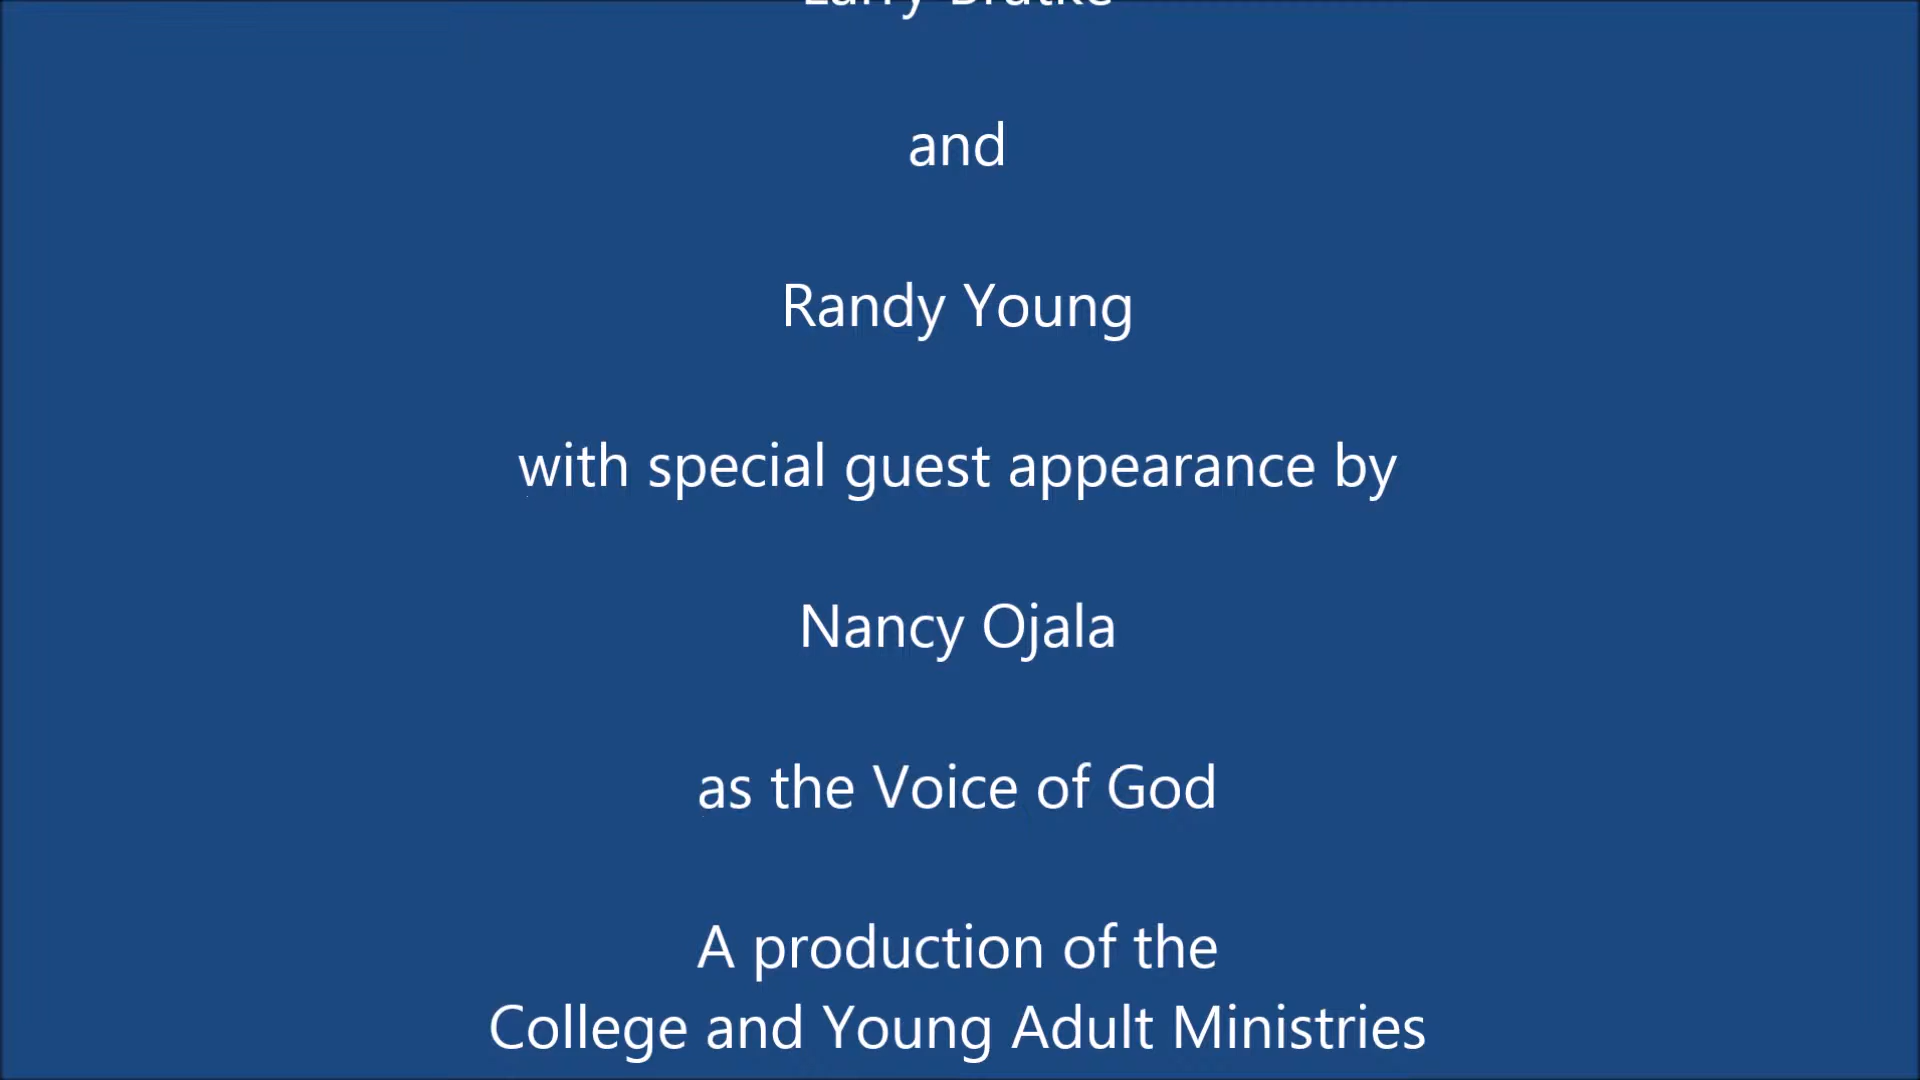 Larry
and
Randy Young
with special guest appearance by
Nancy Ojala
as the Voice of God
A production of the
College and Young Adult Ministries